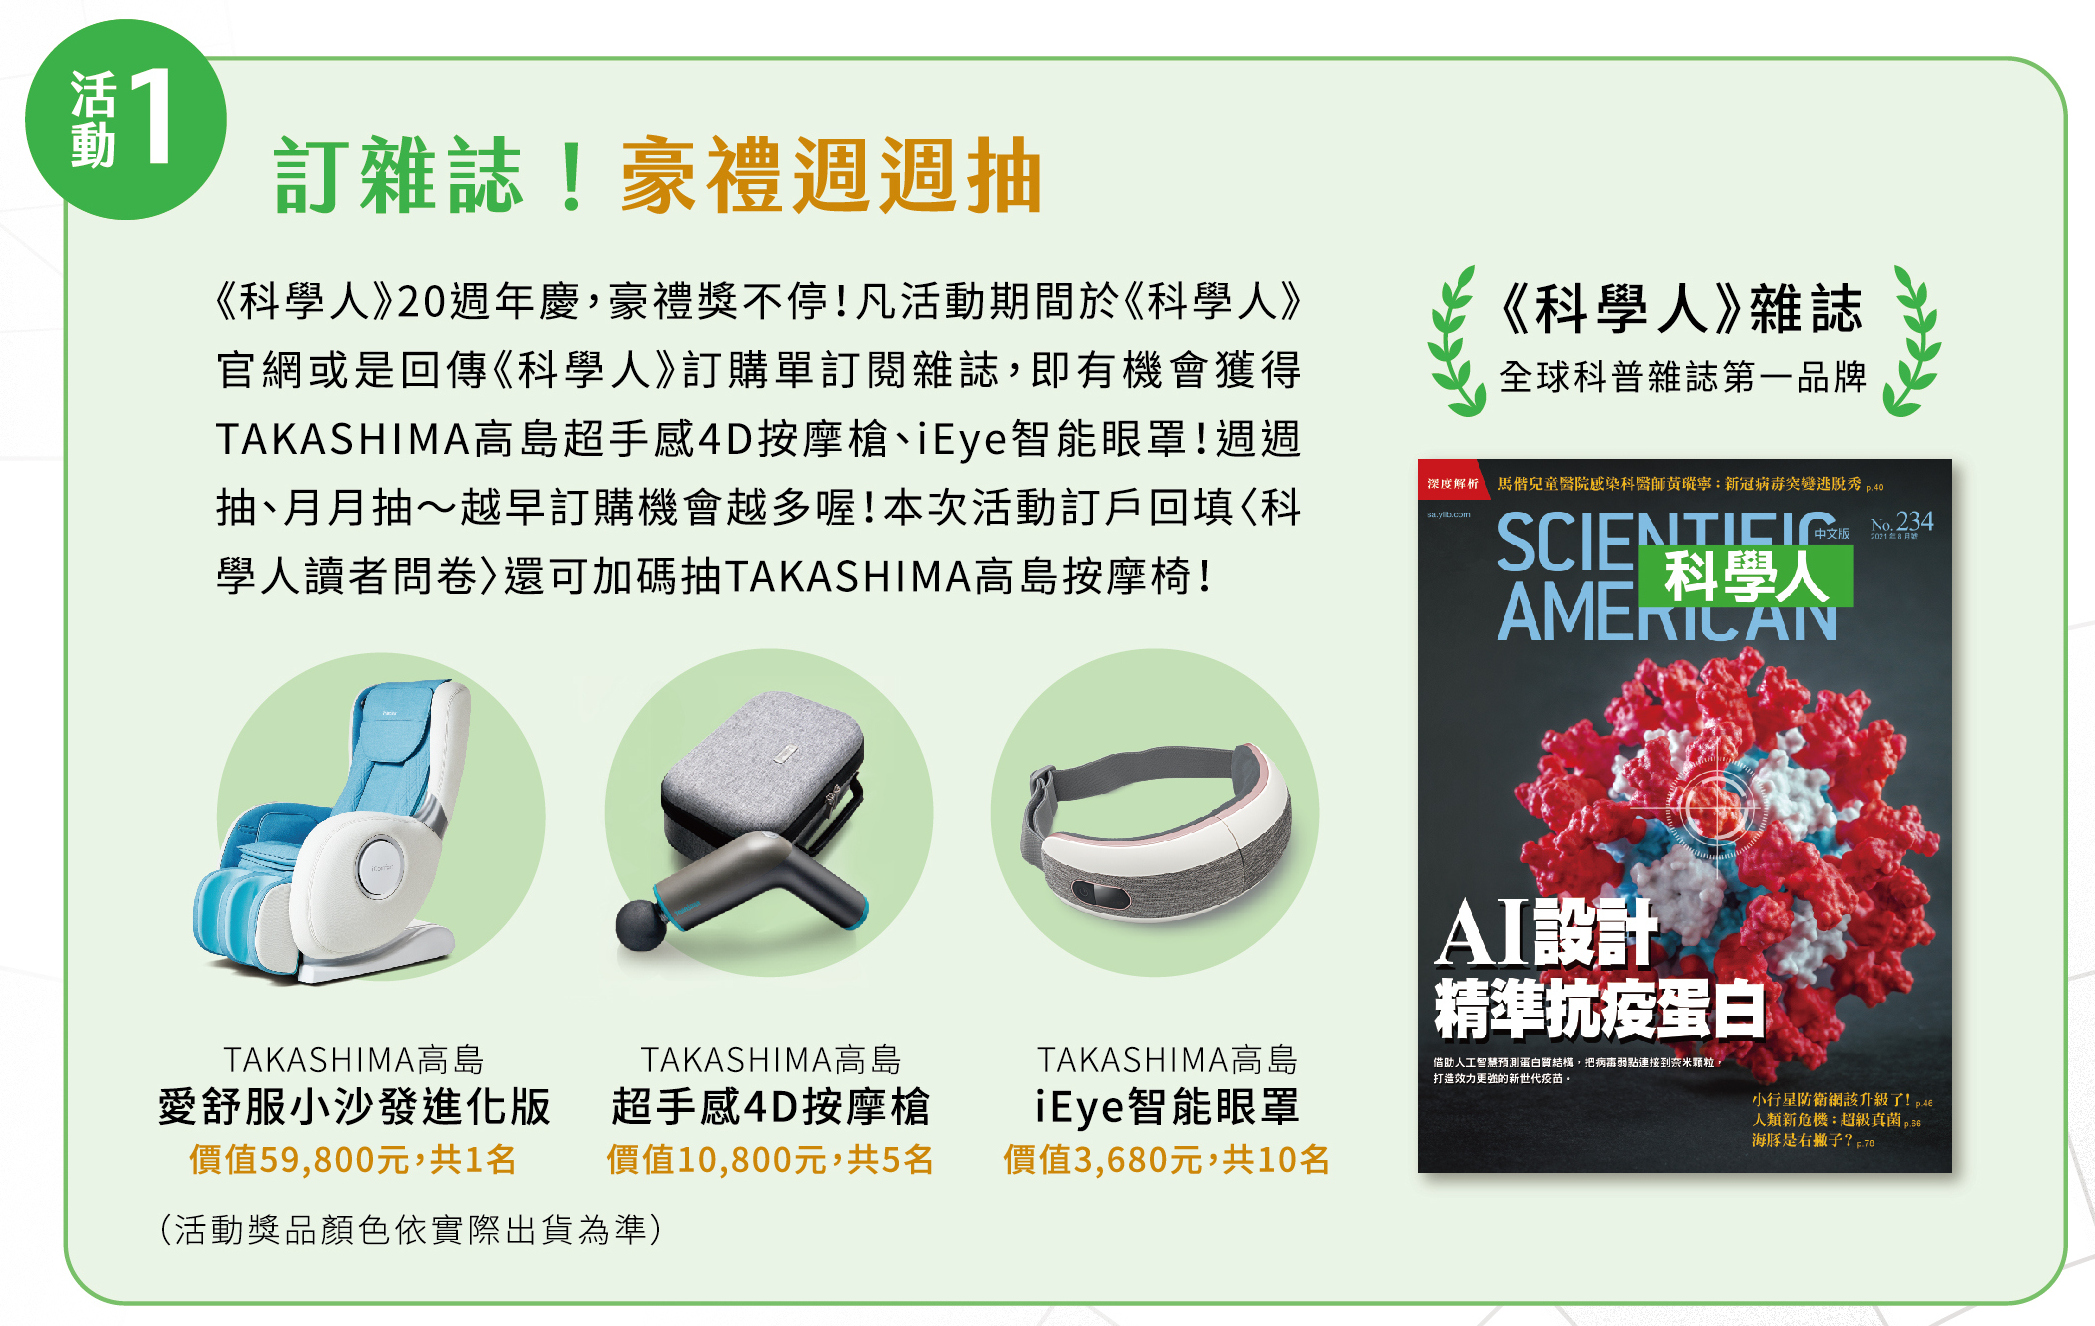 活動1
訂雜誌！豪禮週週抽
《科學人》20週年慶，豪禮獎不停！凡活動期間於《科學人》
官網或是回傳《科學人》訂購單訂閱雜誌，即有機會獲得
TAKASHIMA高島超手感4D按摩槍、iEye智能眼罩！週週
抽、月月抽～越早訂購機會越多喔！本次活動訂戶回填〈科
學人讀者問卷〉還可加碼抽TAKASHIMA高島按摩椅！
TAKASHIMA高島
愛舒服小沙發進化版
價值59,800元，共1名
TAKASHIMA高島
超手感4D按摩槍
價值10,800元，共5名
TAKASHIMA高島
iEye智能眼罩
價值3,680元，共10名
（活動獎品顏色依實際出貨為準）
《科學人》雜誌
全球科普雜誌第一品牌
深度解析
馬偕兒童醫院感染科醫師黃瑽寧：新冠病毒突變逃脫秀 p.40
sa.ylib.com
SCIENTIFIC
中文版
No.234
2021年8月號
科學人
AMERICAN
AI設計
精準抗疫蛋白
借助人工智慧預測蛋白質結構，把病毒弱點連接到奈米顆粒，
打造效力更強的新世代疫苗。
小行星防衛網該升級了！ p.46
人類新危機：超級真菌 p.66
海豚是右撇子？ p.78